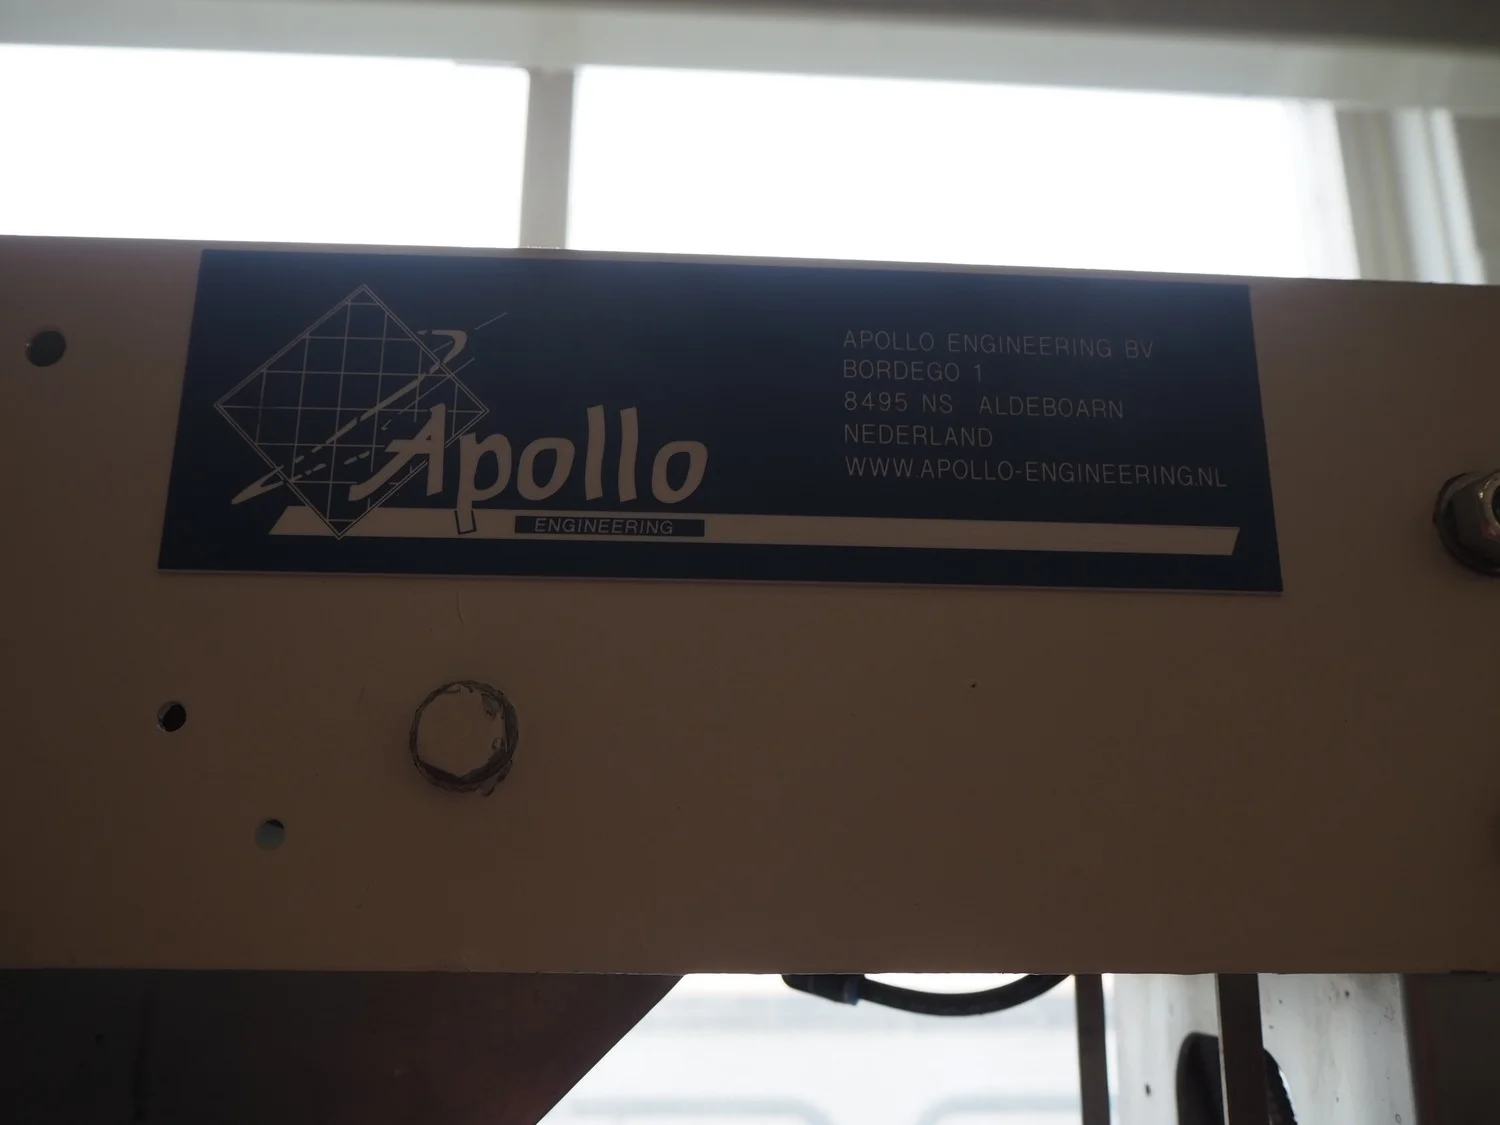 Apollo
ENGINEERING
APOLLO ENGINEERING BV
BORDEGO 1
8495 NS ALDEBOARN
NEDERLAND
WWW.APOLLO-ENGINEERING.NL